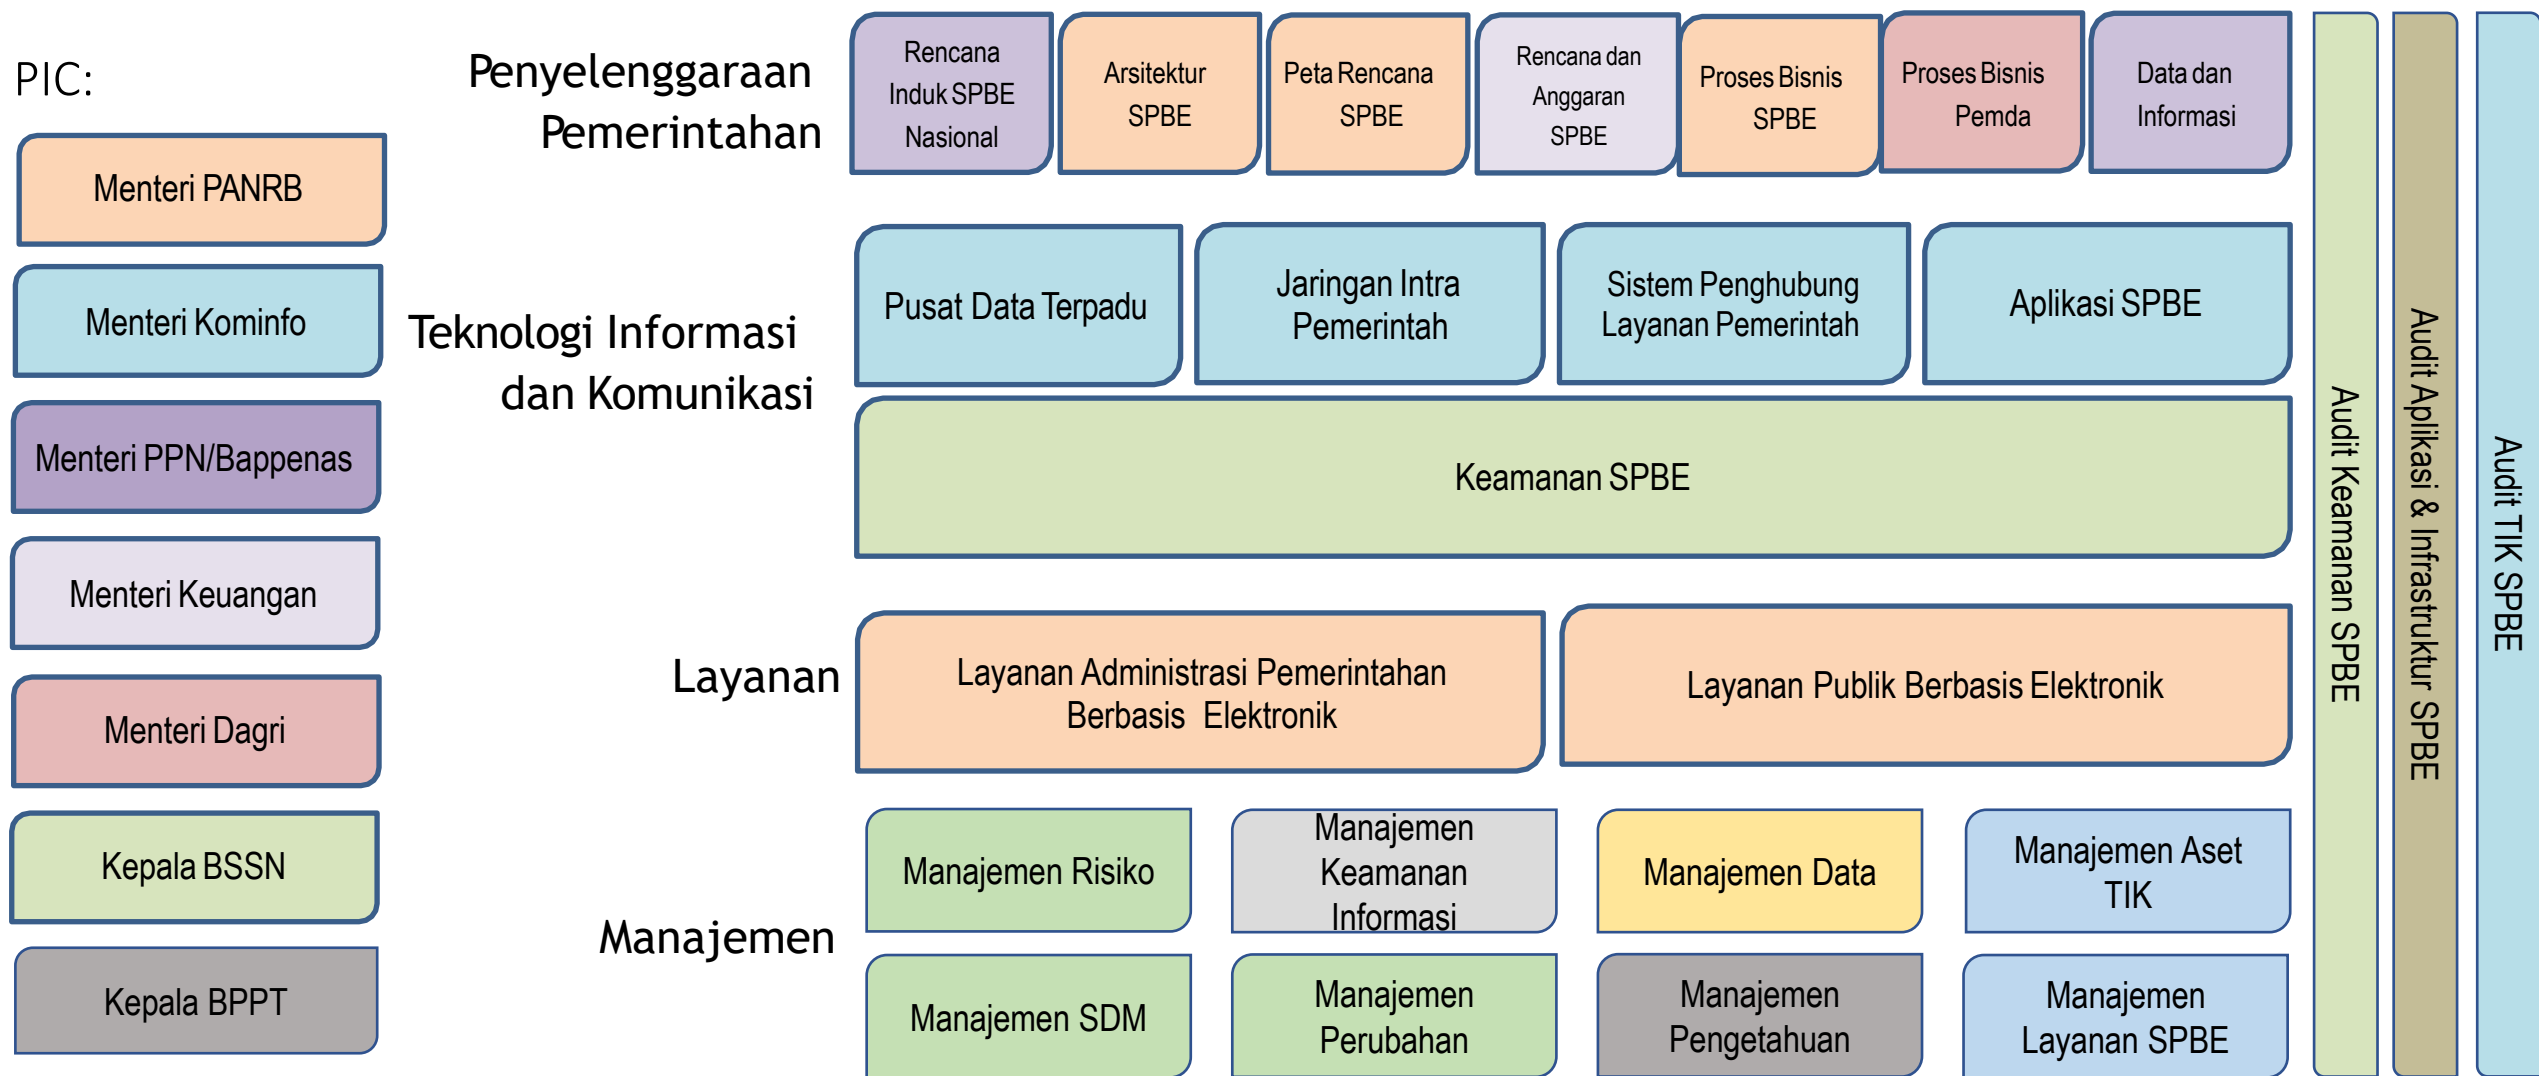 PIC:
Menteri PANRB
Menteri Kominfo
Menteri PPN/Bappenas
Menteri Keuangan
Menteri Dagri
Kepala BSSN
Kepala BPPT
Penyelenggaraan
Pemerintahan
Rencana
Induk SPBE
Nasional
Arsitektur
SPBE
Peta Rencana
SPBE
Rencana dan
Anggaran
SPBE
Proses Bisnis
SPBE
Proses Bisnis
Pemda
Data dan
Informasi
Teknologi Informasi
dan Komunikasi
Pusat Data Terpadu
Jaringan Intra
Pemerintah
Sistem Penghubung
Layanan Pemerintah
Aplikasi SPBE
Keamanan SPBE
Layanan
Layanan Administrasi Pemerintahan
Berbasis Elektronik
Layanan Publik Berbasis Elektronik
Manajemen
Manajemen Risiko
Manajemen
Keamanan
Informasi
Manajemen Data
Manajemen Aset
TIK
Manajemen SDM
Manajemen
Perubahan
Manajemen
Pengetahuan
Manajemen
Layanan SPBE
Audit Keamanan SPBE
Audit Aplikasi & Infrastruktur SPBE
Audit TIK SPBE